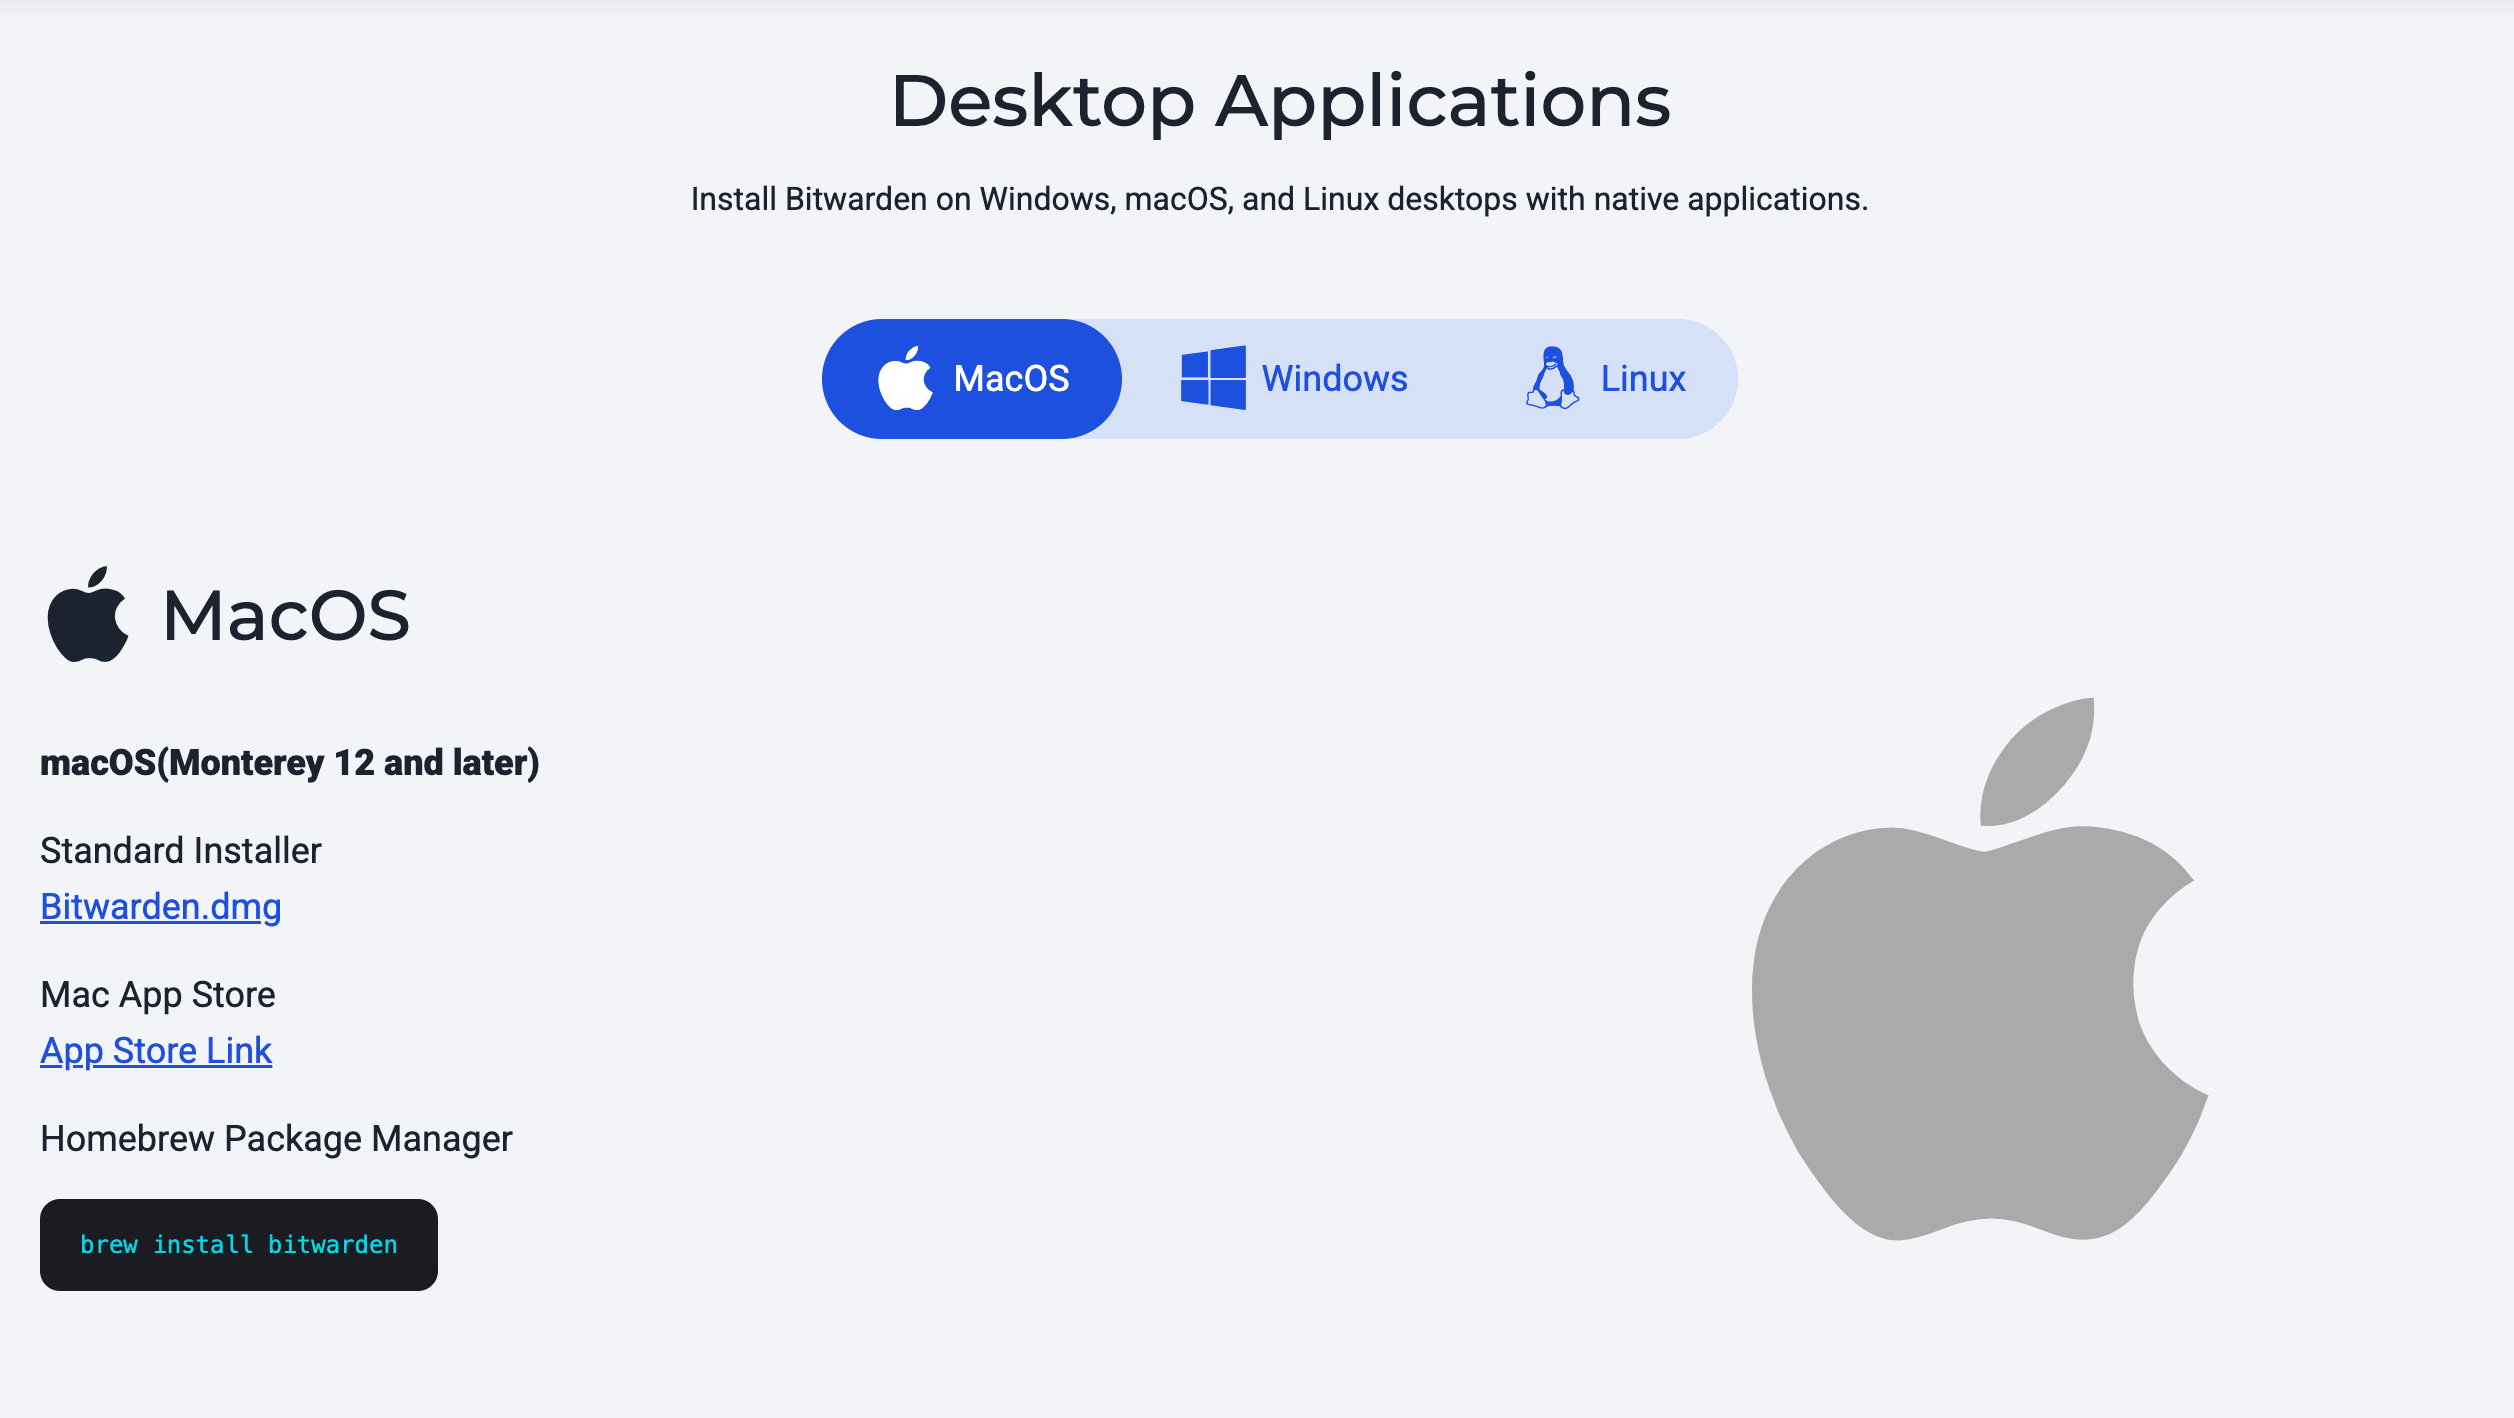 Desktop Applications
Install Bitwarden on Windows, macOS, and Linux desktops with native applications.
MacOS
Windows
Linux
MacOS
macOS(Monterey 12 and later)
Standard Installer
Bitwarden.dmg
Mac App Store
App Store Link
Homebrew Package Manager
brew install bitwarden